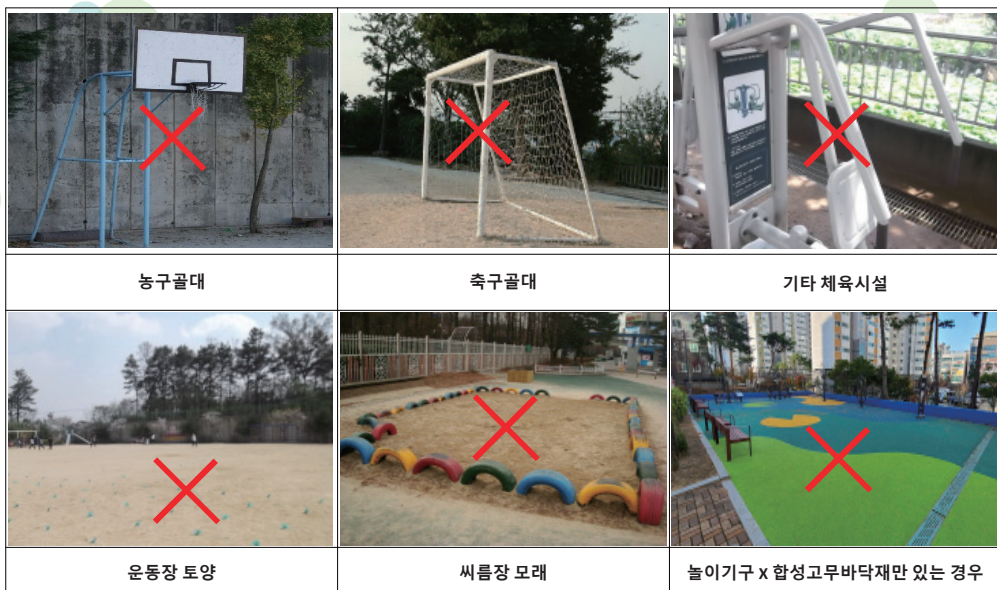 농구골대
축구골대
기타 체육시설
운동장 토양
씨름장 모래
놀이기구 x 합성고무바닥재만 있는 경우